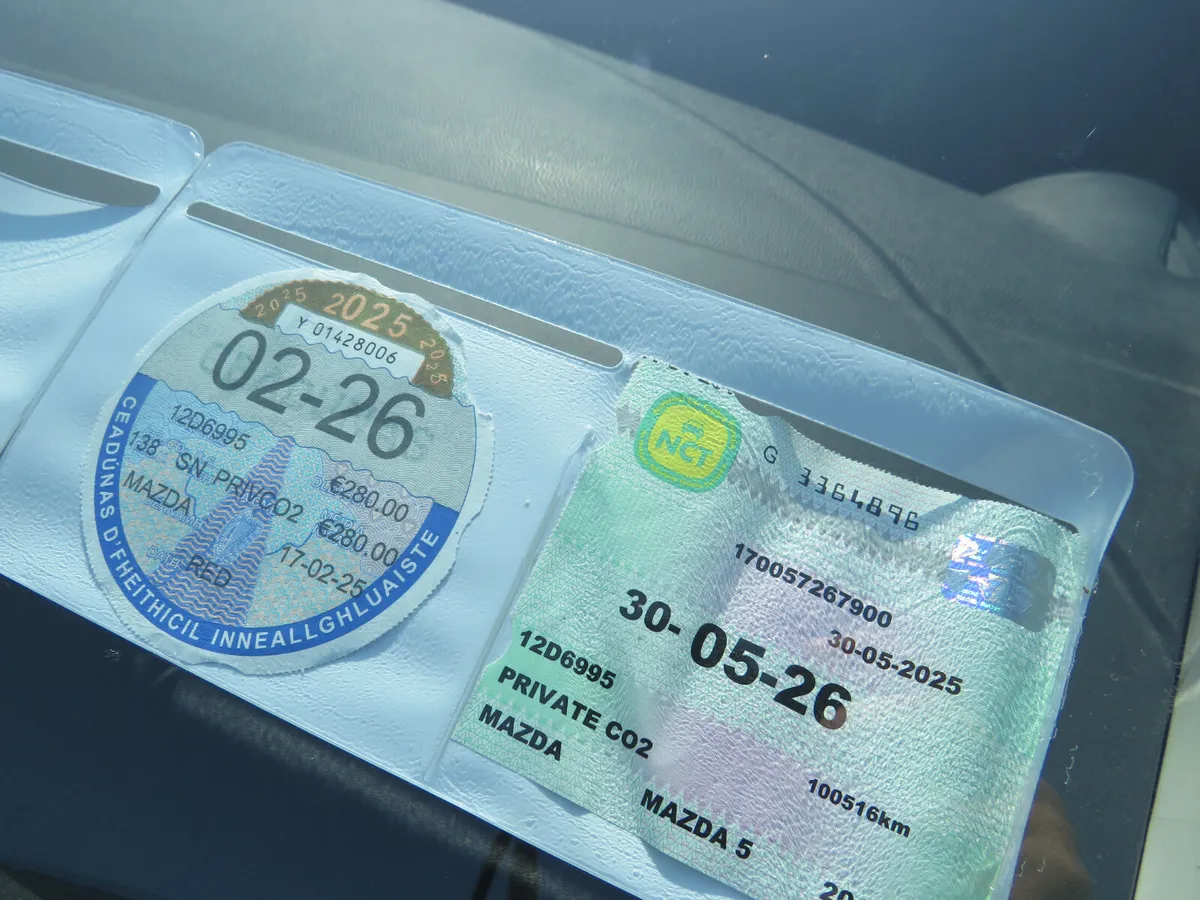 2025 2025 2025
Y 01428006
02-26
12D6995
138 SN PRIVCO2 €280.00
MAZDA €280.00
RED 17-02-25
CEADÚNAS D'FHEITHICIL INNEALLGHLUAISTE
NCT
G 3364896
170057267900
30-05-2025
30-05-26
12D6995
PRIVATE CO2
MAZDA
100516km
MAZDA 5